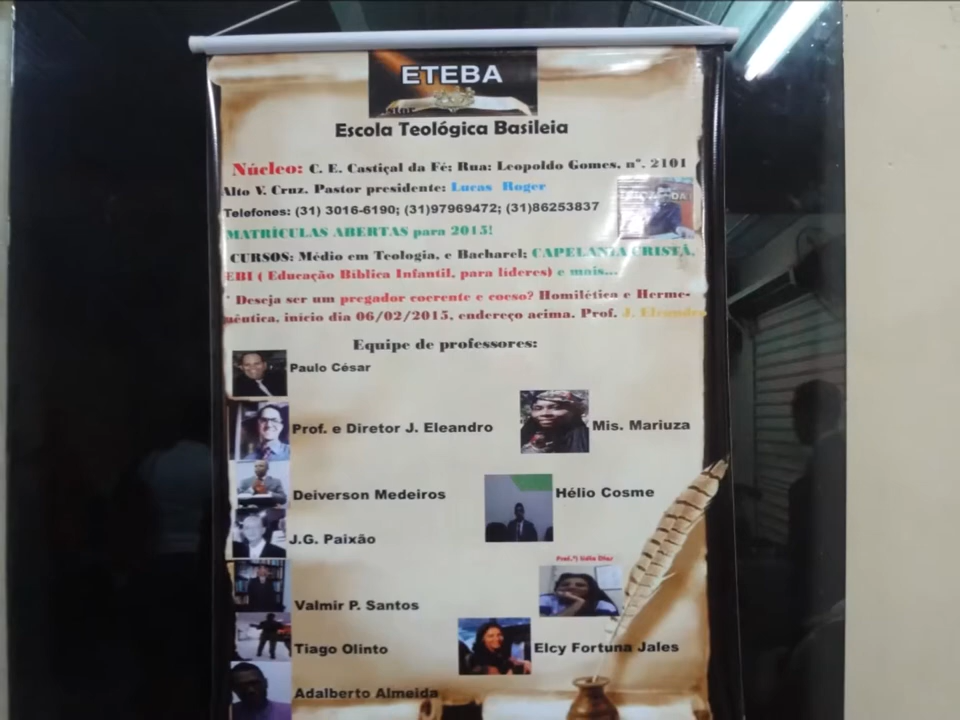 ETEBA
Escola Teológica Basileia
Núcleo: C. E. Castiçal da Fé; Rua: Leopoldo Gomes, n°. 2101
Alto V. Cruz. Pastor presidente: Lucas Roger
Telefones: (31) 3016-6190; (31)97969472; (31)86253837
MATRÍCULAS ABERTAS para 2015!
CURSOS: Médio em Teologia, e Bacharel; CAPELANIA CRISTÃ,
EBI ( Educação Bíblica Infantil, para líderes) e mais...
* Deseja ser um pregador coerente e coeso? Homilética e Herme-
nêutica, início dia 06/02/2015, endereço acima. Prof. J. Eleandro
Equipe de professores:
Paulo César
Prof. e Diretor J. Eleandro
Mis. Mariuza
Deiverson Medeiros
Hélio Cosme
J.G. Paixão
Valmir P. Santos
Tiago Olinto
Elcy Fortuna Jales
Adalberto Almeida